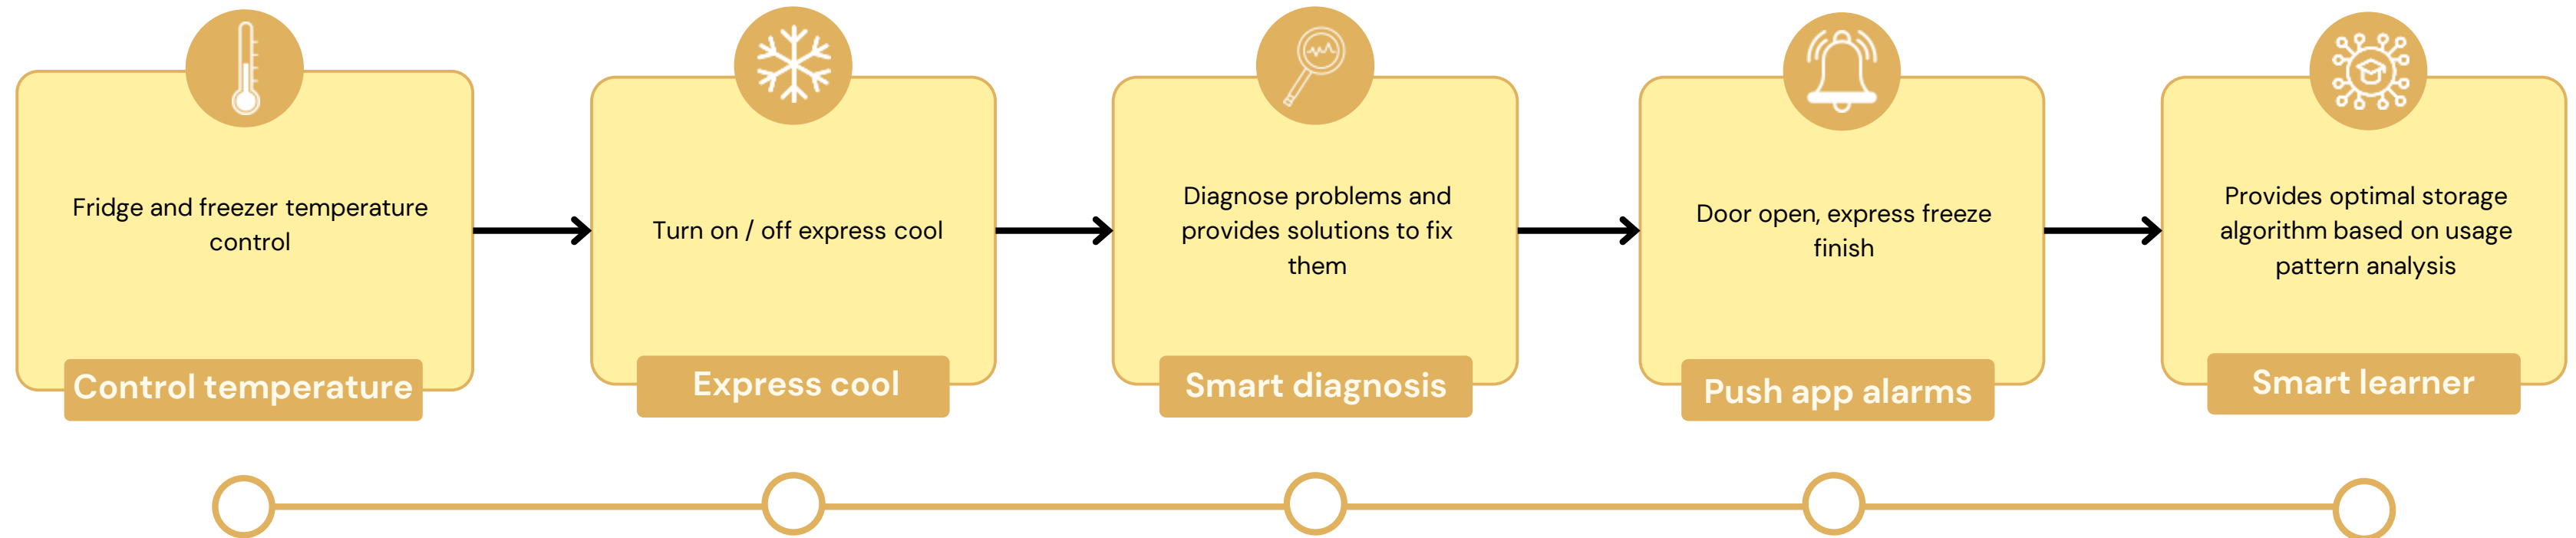 Fridge and freezer temperature
control
Control temperature
Turn on / off express cool
Express cool
Diagnose problems and
provides solutions to fix
them
Smart diagnosis
Door open, express freeze
finish
Push app alarms
Provides optimal storage
algorithm based on usage
pattern analysis
Smart learner